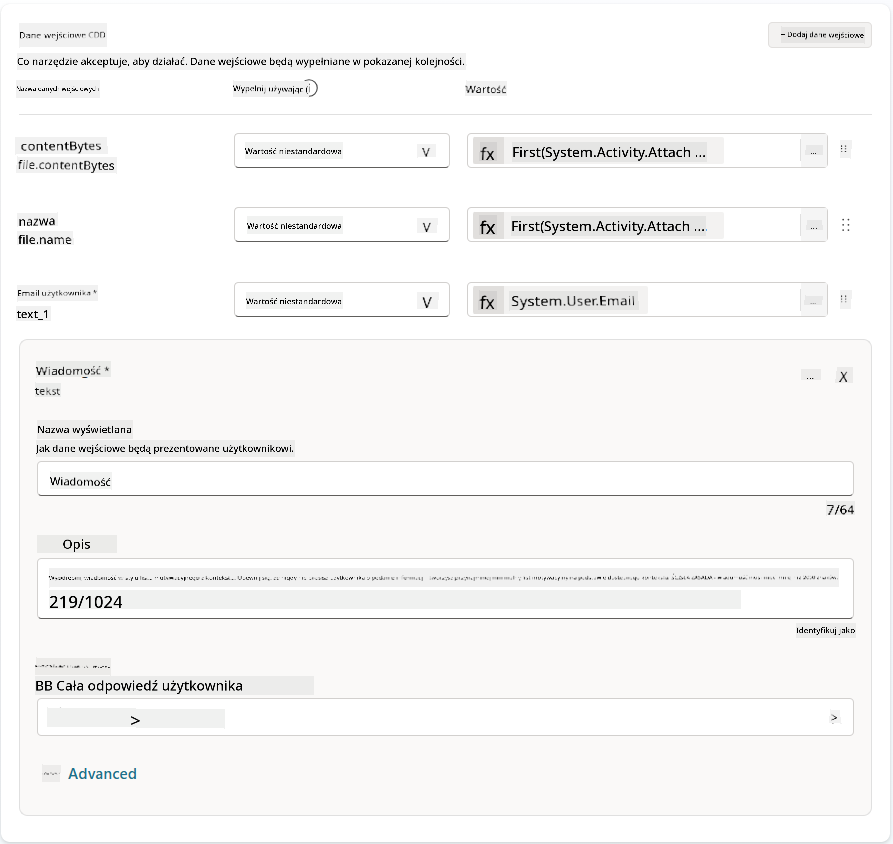 Dane wejściowe CDD
+ Dodaj dane wejściowe
Co narzędzie akceptuje, aby działać. Dane wejściowe będą wypełniane w pokazanej kolejności.
Nazwa danych wejściowych
Wypełnij używając
Wartość
contentBytes
file.contentBytes
Wartość niestandardowa
V
fx
First(System.Activity.Attach ...
...
nazwa
file.name
Wartość niestandardowa
V
fx
First(System.Activity.Attach ...
...
Email użytkownika *
text_1
Wartość niestandardowa
V
fx
System.User.Email
...
Wiadomość *
tekst
...
X
Nazwa wyświetlana
Jak dane wejściowe będą prezentowane użytkownikowi.
Wiadomość
7/64
Opis
219/1024
Identyfikuj jako
BB Cała odpowiedź użytkownika
>
>
Advanced